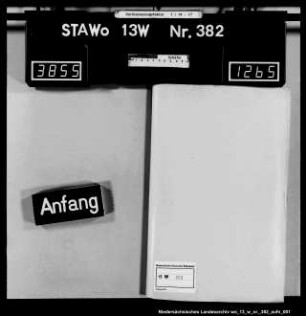 STAWo 13W Nr. 382
3855
1265
Anfang
Niedersächsisches Landesarchiv wo_13_w_nr._382_aufn_001